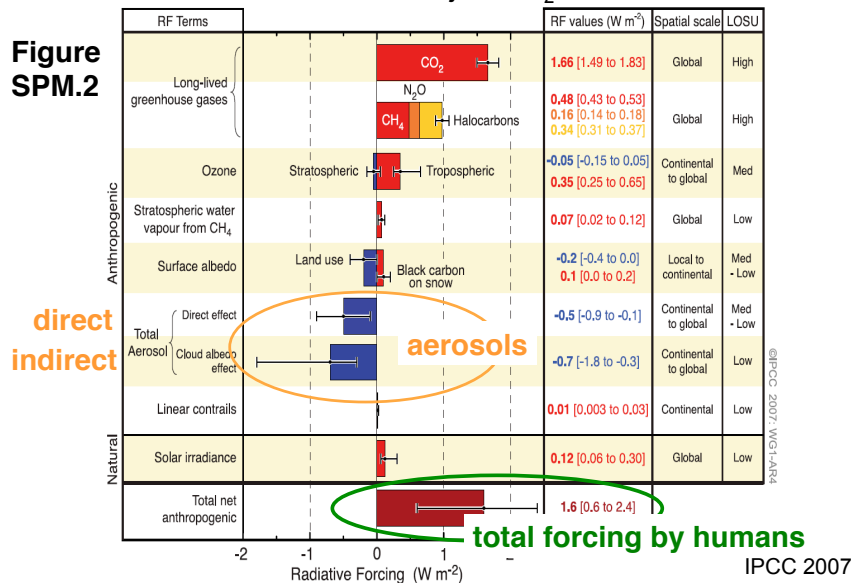 RF Terms
RF values (W m-2)
Spatial scale
LOSU
Figure
SPM.2
Anthropogenic
Long-lived
greenhouse gases
CO2
N2O
CH4
Halocarbons
1.66 [1.49 to 1.83]
Global
High
0.48 [0.43 to 0.53]
0.16 [0.14 to 0.18]
0.34 [0.31 to 0.37]
Global
High
Ozone
Stratospheric
Tropospheric
-0.05 [-0.15 to 0.05]
0.35 [0.25 to 0.65]
Continental
to global
Med
Stratospheric water
vapour from CH4
0.07 [0.02 to 0.12]
Global
Low
Surface albedo
Land use
Black carbon
on snow
-0.2 [-0.4 to 0.0]
0.1 [0.0 to 0.2]
Local to
continental
Med
- Low
direct
indirect
Total
Aerosol
Direct effect
-0.5 [-0.9 to -0.1]
Continental
to global
Med
- Low
aerosols
Cloud albedo
effect
-0.7 [-1.8 to -0.3]
Continental
to global
Low
Linear contrails
0.01 [0.003 to 0.03]
Continental
Low
Natural
Solar irradiance
0.12 [0.06 to 0.30]
Global
Low
Total net
anthropogenic
1.6 [0.6 to 2.4]
total forcing by humans
-2 -1 0 1
Radiative Forcing (W m-2)
©IPCC 2007: WG1-AR4
IPCC 2007